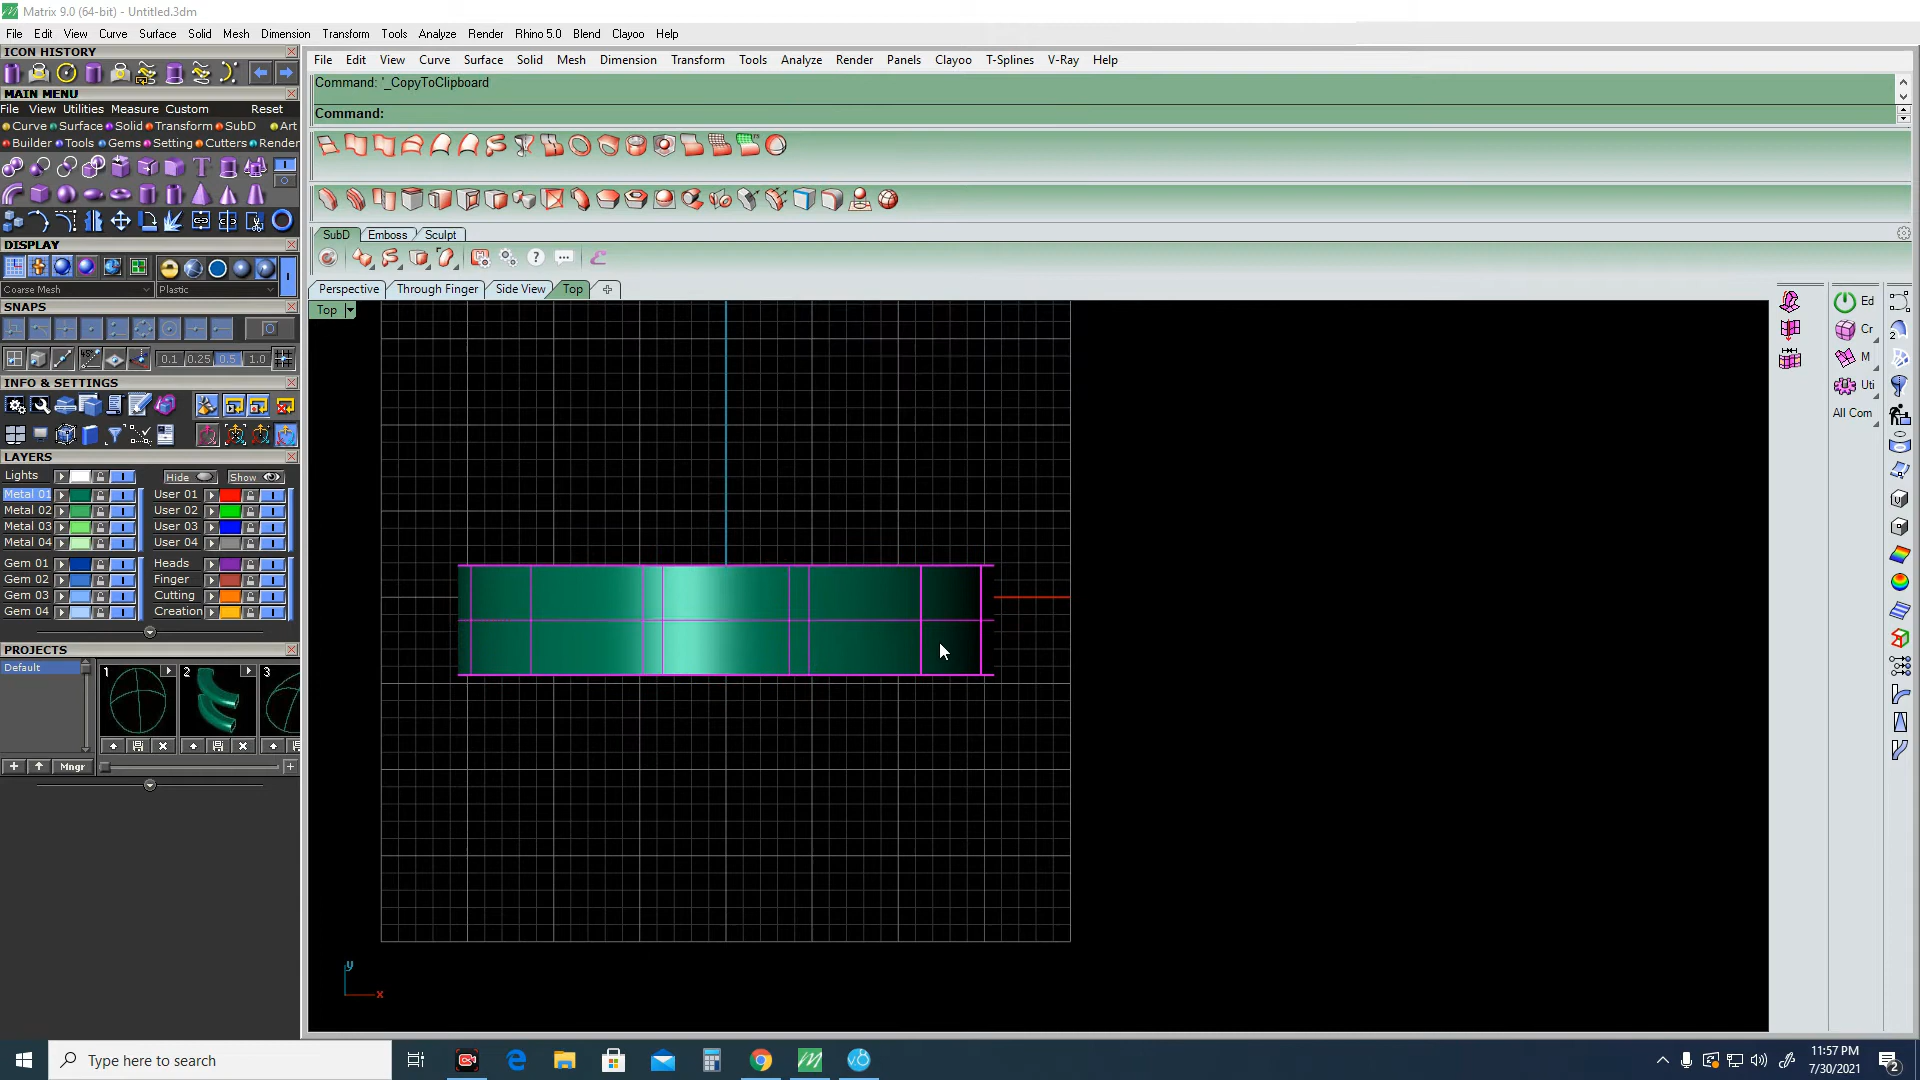 Matrix 9.0 (64-bit) - Untitled.3dm
File Edit View Curve Surface Solid Mesh Dimension Transform Tools Analyze Render Rhino 5.0 Blend Clayoo Help
ICON HISTORY
MAIN MENU
File View Utilities Measure Custom Reset
Curve Surface Solid Transform SubD Art
Builder Tools Gems Setting Cutters Render
DISPLAY
Coarse Mesh Plastic
SNAPS
0.1 0.25 0.5 1.0
INFO & SETTINGS
LAYERS
Lights Hide Show
Metal 01 User 01
Metal 02 User 02
Metal 03 User 03
Metal 04 User 04
Gem 01 Heads
Gem 02 Finger
Gem 03 Cutting
Gem 04 Creation
PROJECTS
Default 1 2 3
Mngr
File Edit View Curve Surface Solid Mesh Dimension Transform Tools Analyze Render Panels Clayoo T-Splines V-Ray Help
Command: '_CopyToClipboard
Command:
SubD Emboss Sculpt
Perspective Through Finger Side View Top
Top
y
x
Ed
Cr
M
Uti
All Com
2
Type here to search
11:57 PM
7/30/2021
2